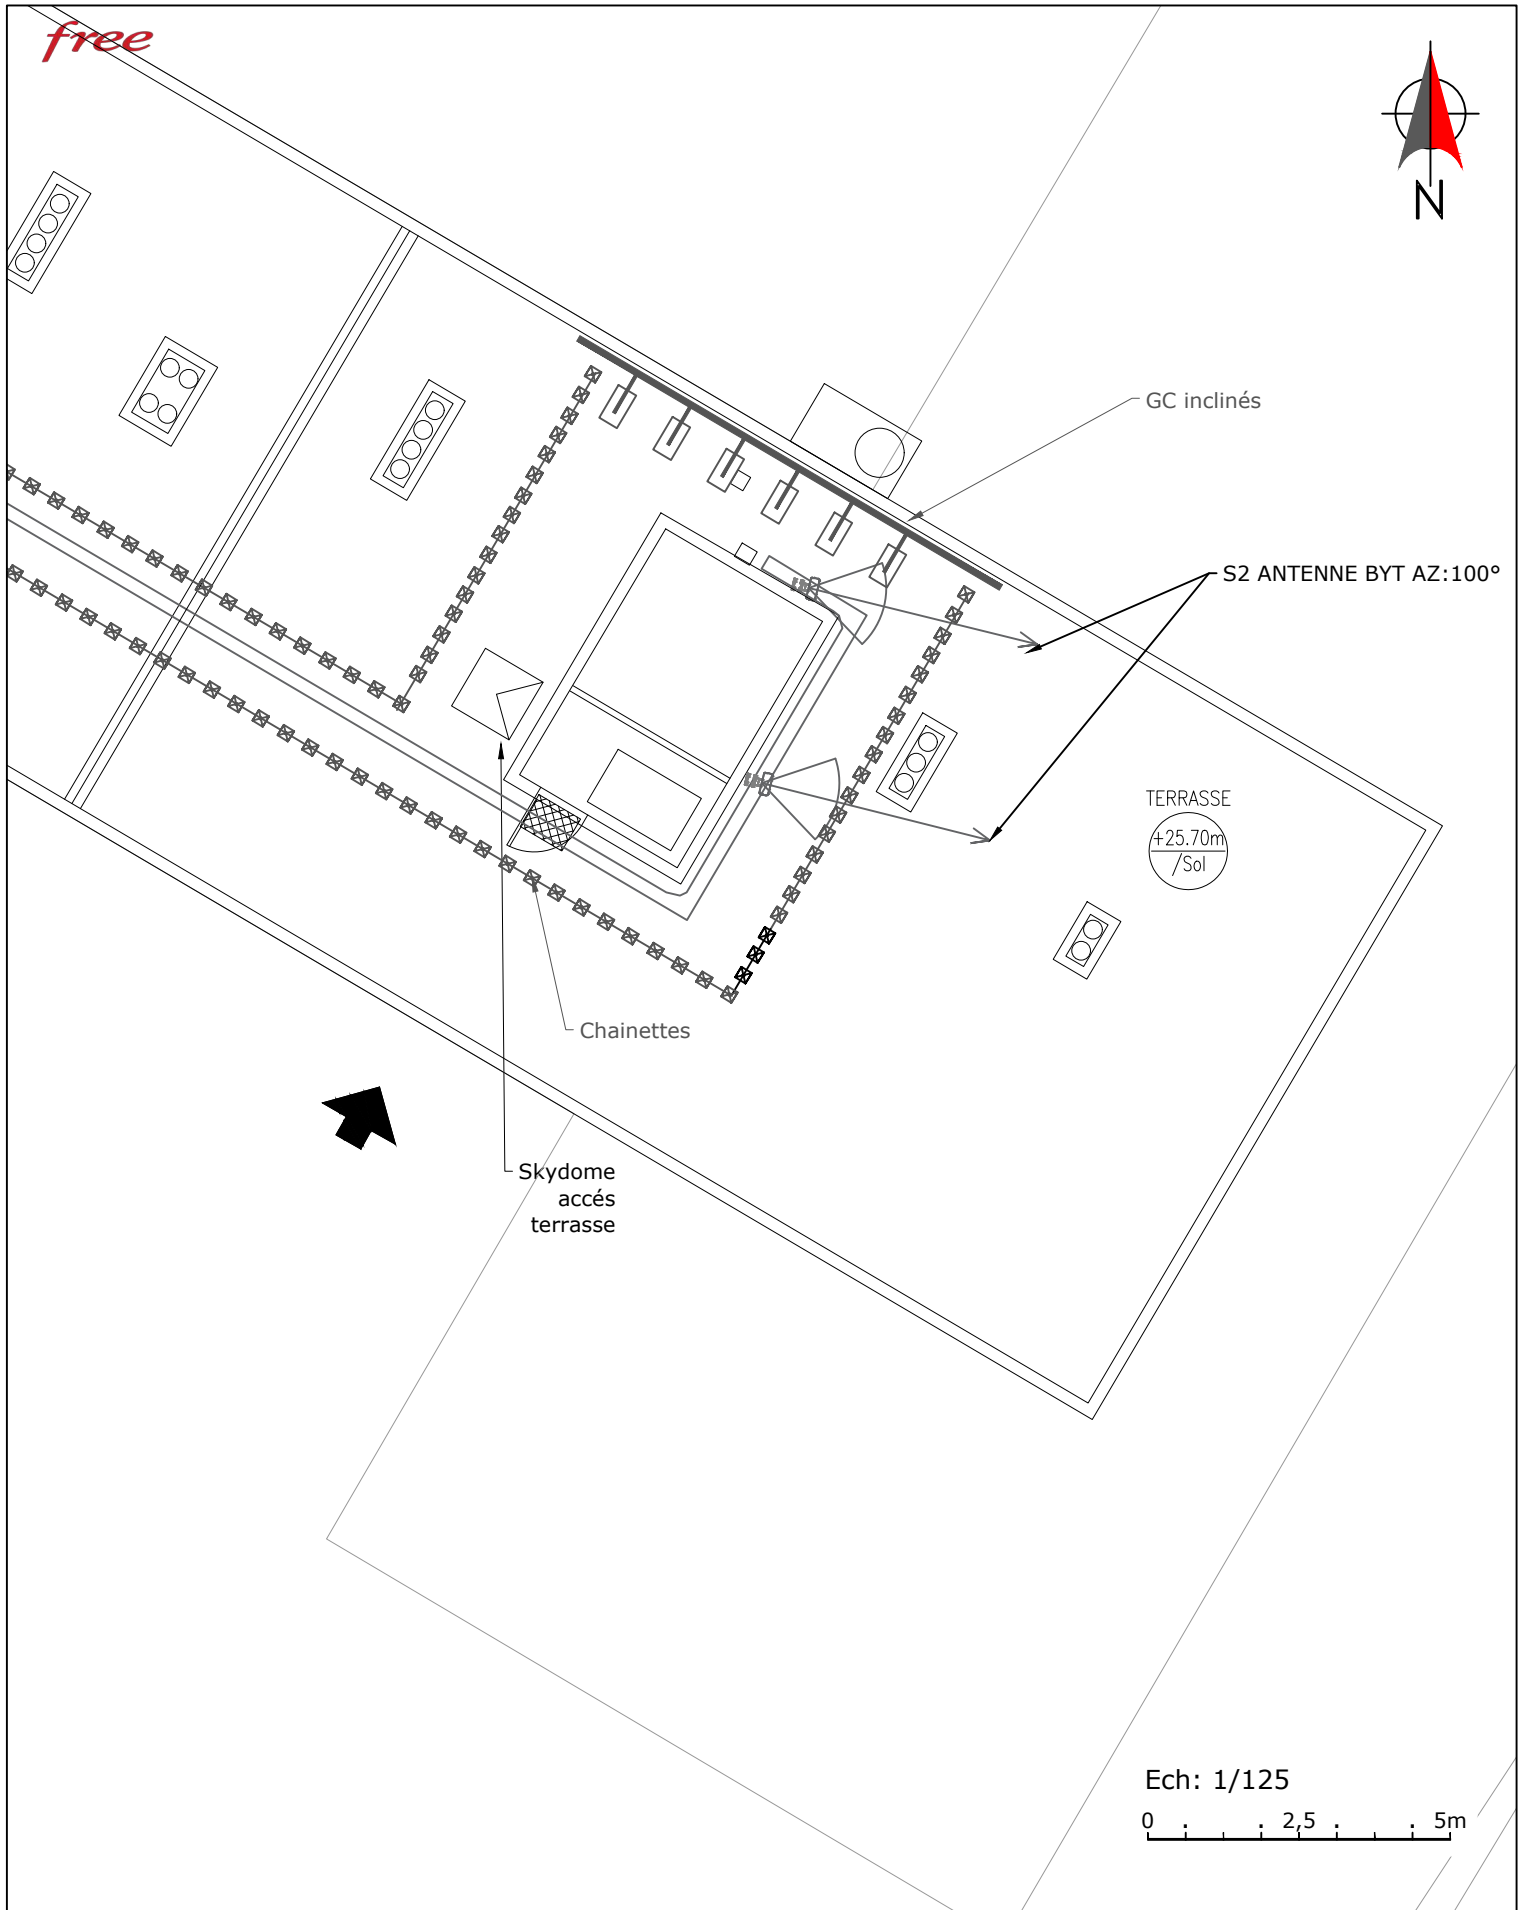 free
N
GC inclinés
S2 ANTENNE BYT AZ:100°
TERRASSE
+25.70m
/Sol
Chainettes
Skydome
accés
terrasse
Ech: 1/125
0 2,5 5m